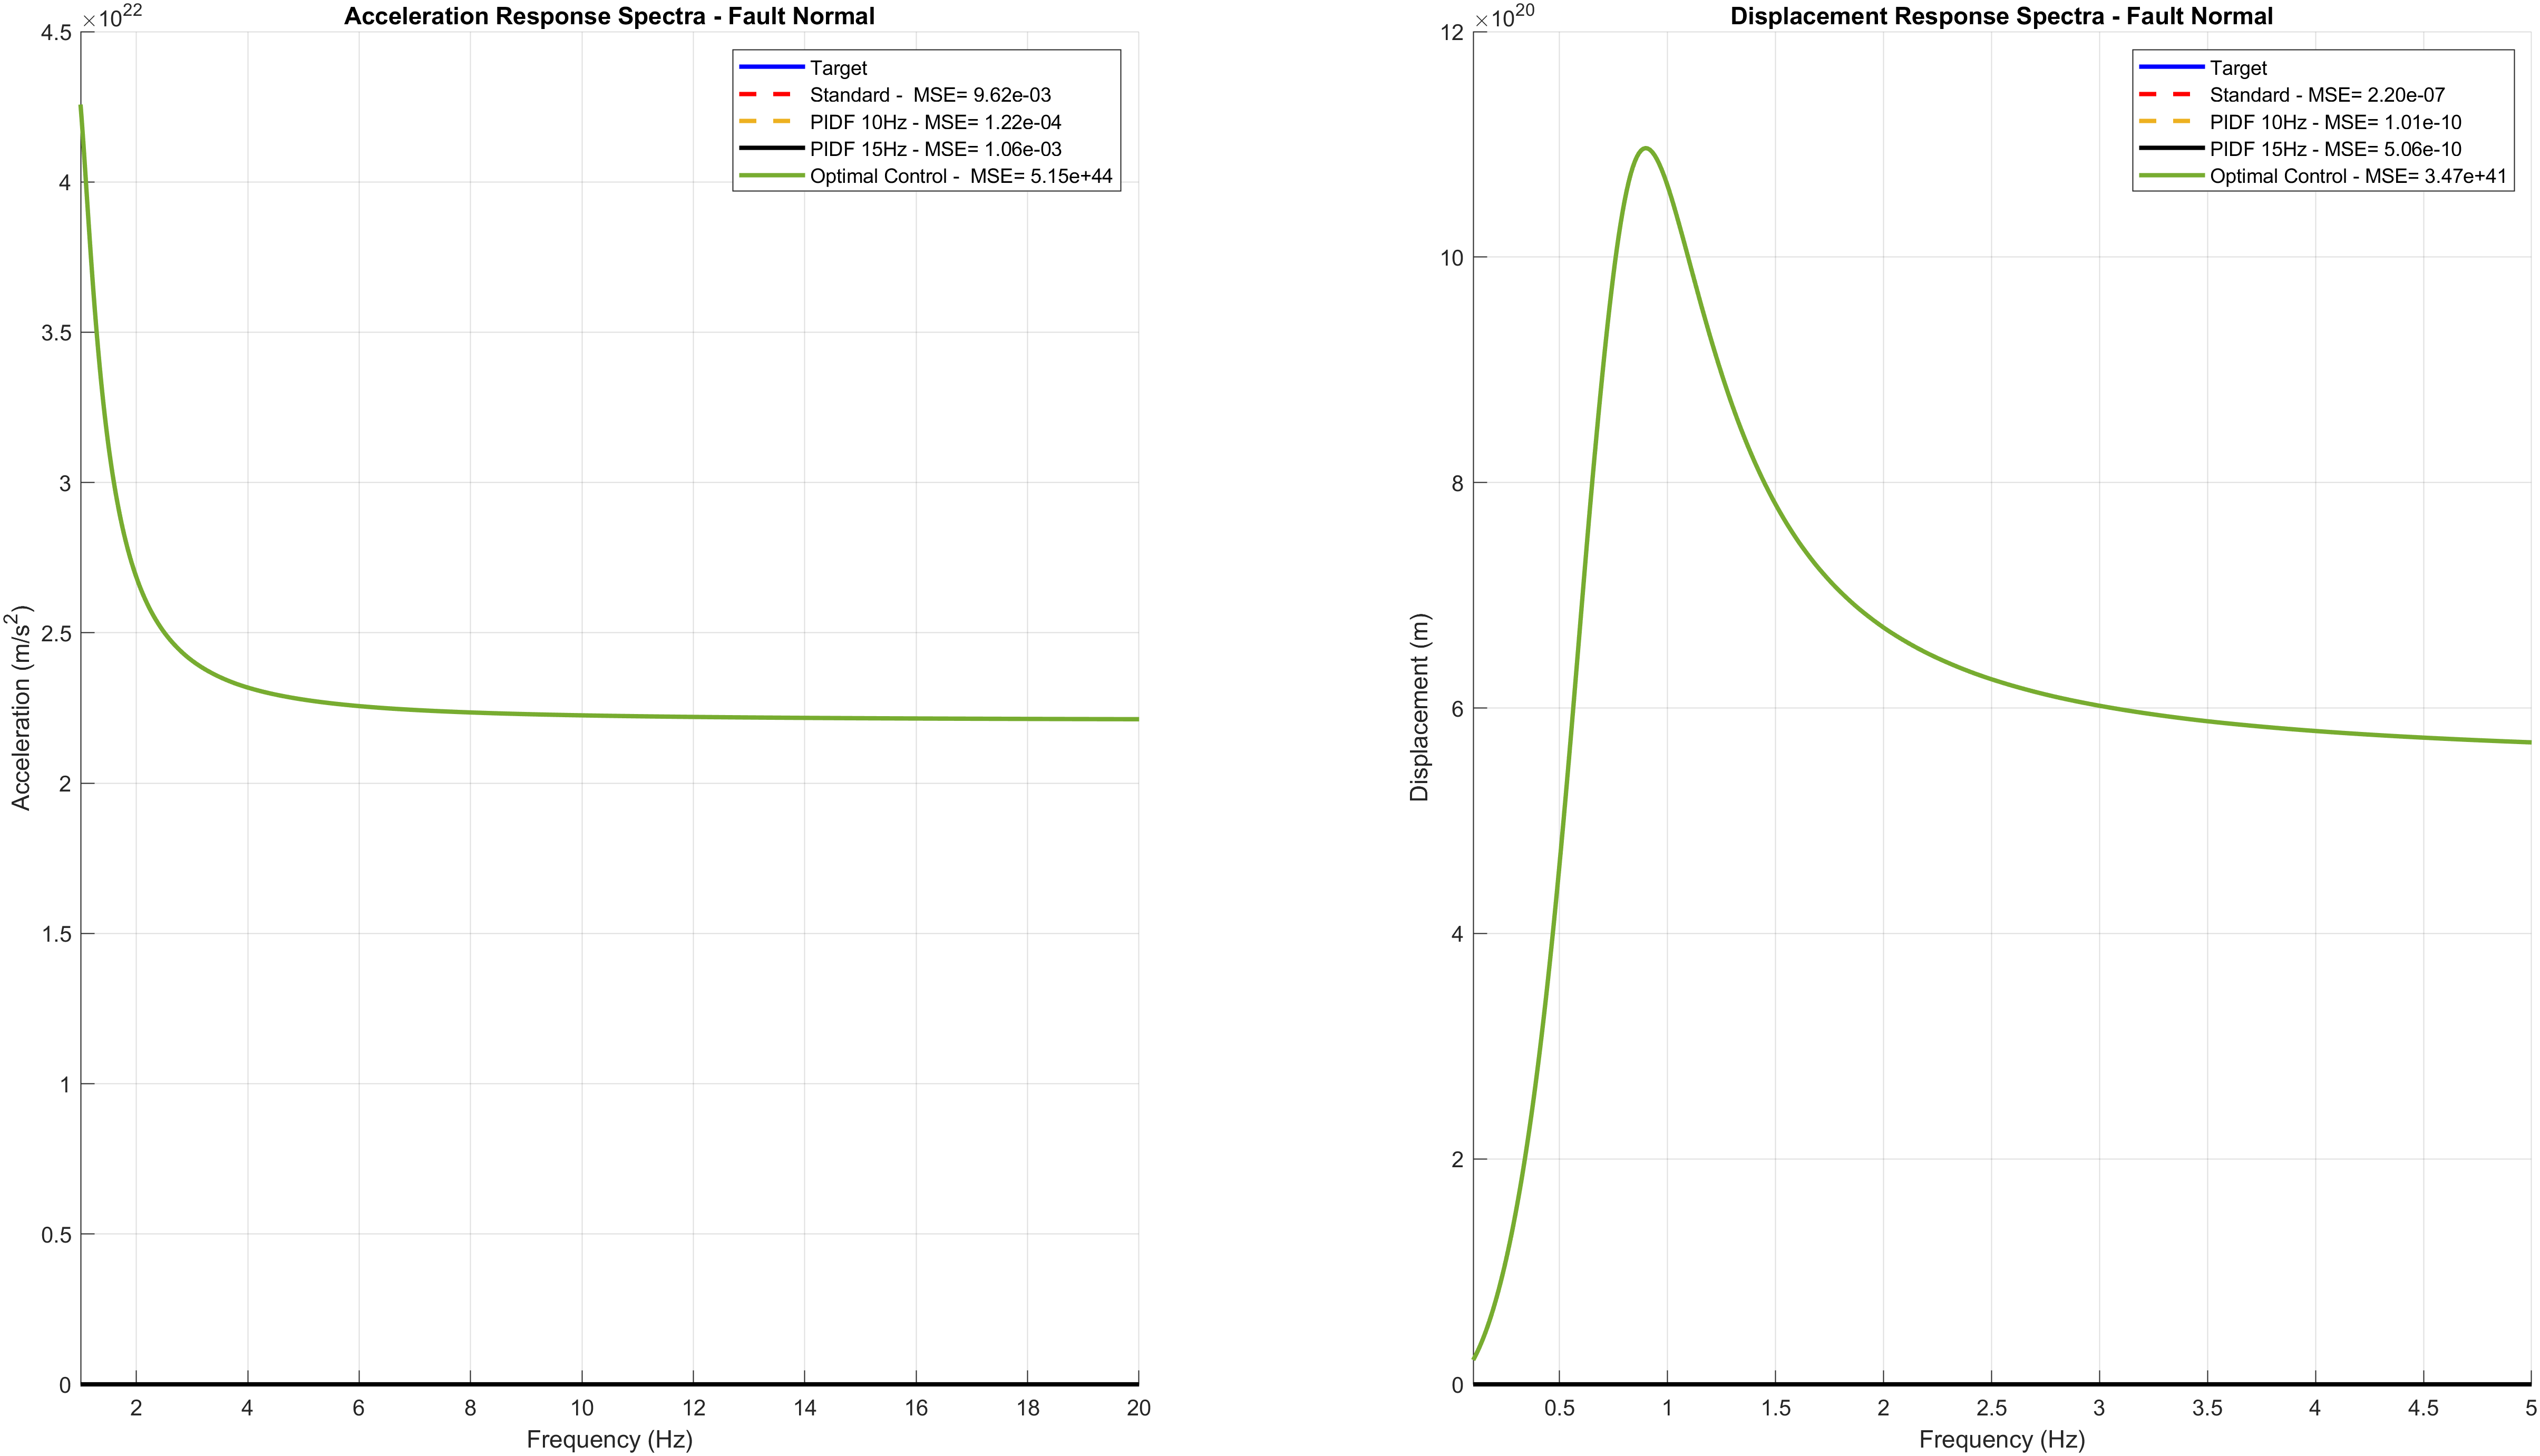 Acceleration Response Spectra - Fault Normal
×10^22
4.5
4
3.5
3
2.5
2
1.5
1
0.5
0
Acceleration (m/s^2)
Target
Standard -  MSE= 9.62e-03
PIDF 10Hz - MSE= 1.22e-04
PIDF 15Hz - MSE= 1.06e-03
Optimal Control -  MSE= 5.15e+44
2 4 6 8 10 12 14 16 18 20
Frequency (Hz)
Displacement Response Spectra - Fault Normal
×10^20
12
10
8
6
4
2
0
Displacement (m)
Target
Standard - MSE= 2.20e-07
PIDF 10Hz - MSE= 1.01e-10
PIDF 15Hz - MSE= 5.06e-10
Optimal Control - MSE= 3.47e+41
0.5 1 1.5 2 2.5 3 3.5 4 4.5 5
Frequency (Hz)